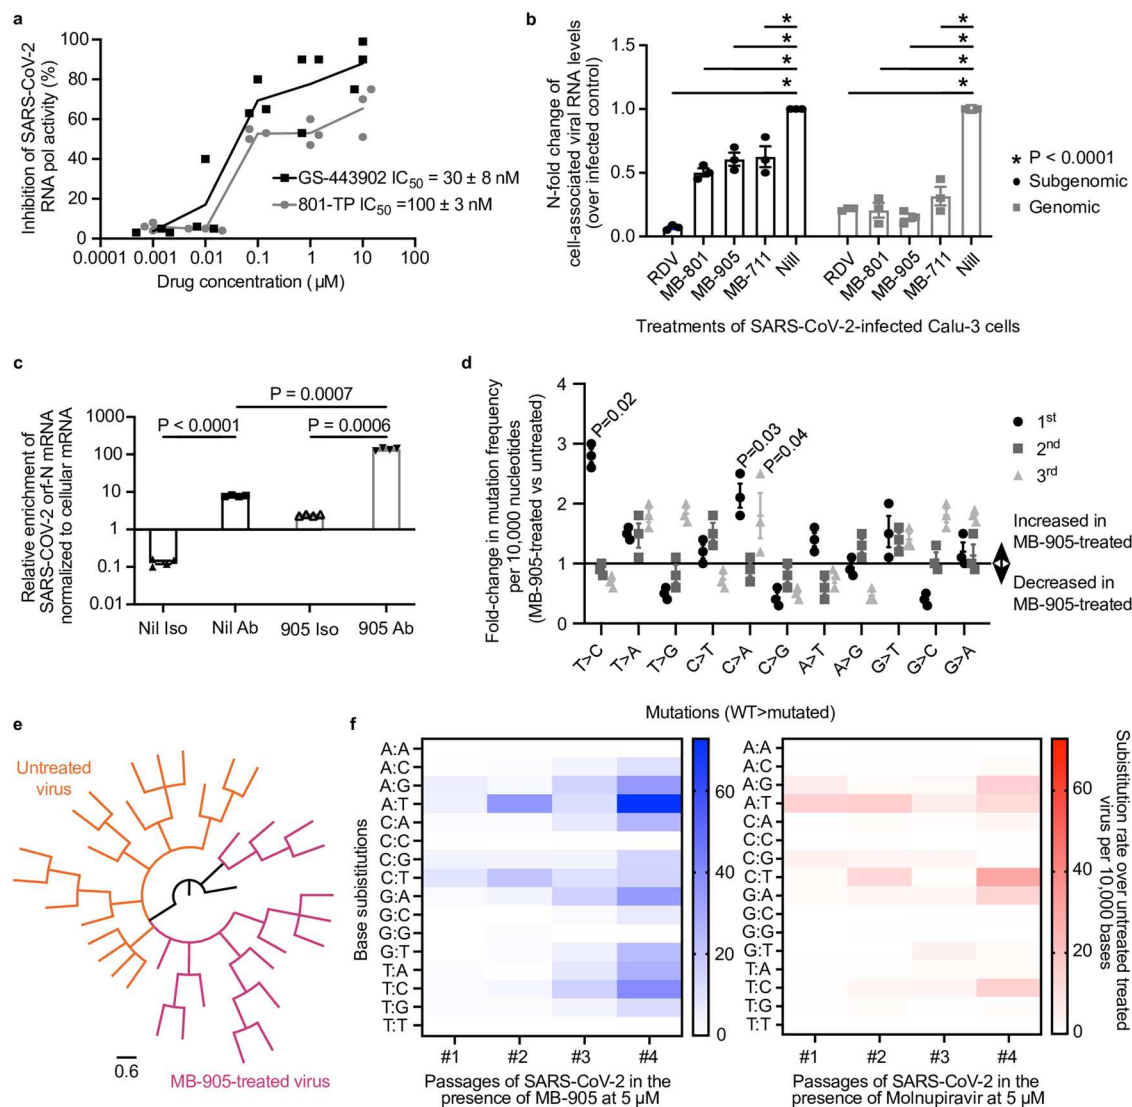 a
Inhibition of SARS-CoV-2
RNA pol activity (%)
100
80
60
40
20
0
GS-443902 IC50 = 30 ± 8 nM
801-TP IC50 =100 ± 3 nM
0.0001
0.001
0.01
0.1
1
10
100
Drug concentration (µM)
b
N-fold change of
cell-associated viral RNA levels
(over infected control)
1.5
1.0
0.5
0.0
*
*
*
*
*
*
*
*
* P < 0.0001
Subgenomic
Genomic
RDV
MB-801
MB-905
MB-711
Nill
RDV
MB-801
MB-905
MB-711
Nill
Treatments of SARS-CoV-2-infected Calu-3 cells
c
Relative enrichment of
SARS-COV-2 orf-N mRNA
normalized to cellular mRNA
1000
100
10
1
0.1
0.01
P = 0.0007
P < 0.0001
P = 0.0006
Nil Iso
Nil Ab
905 Iso
905 Ab
d
Fold-change in mutation frequency
per 10,000 nucleotides
(MB-905-treated vs untreated)
4
3
2
1
0
P=0.02
P=0.03
P=0.04
1st
2nd
3rd
Increased in
MB-905-treated
Decreased in
MB-905-treated
T>C
T>A
T>G
C>T
C>A
C>G
A>T
A>G
G>T
G>C
G>A
Mutations (WT>mutated)
e
Untreated
virus
0.6
MB-905-treated virus
f
Base subistitutions
A:A
A:C
A:G
A:T
C:A
C:C
C:G
C:T
G:A
G:C
G:G
G:T
T:A
T:C
T:G
T:T
#1
#2
#3
#4
Passages of SARS-CoV-2 in the
presence of MB-905 at 5 µM
60
40
20
0
A:A
A:C
A:G
A:T
C:A
C:C
C:G
C:T
G:A
G:C
G:G
G:T
T:A
T:C
T:G
T:T
#1
#2
#3
#4
Passages of SARS-CoV-2 in the
presence of Molnupiravir at 5 µM
60
40
20
0
Subistitution rate over untreated treated
virus per 10,000 bases